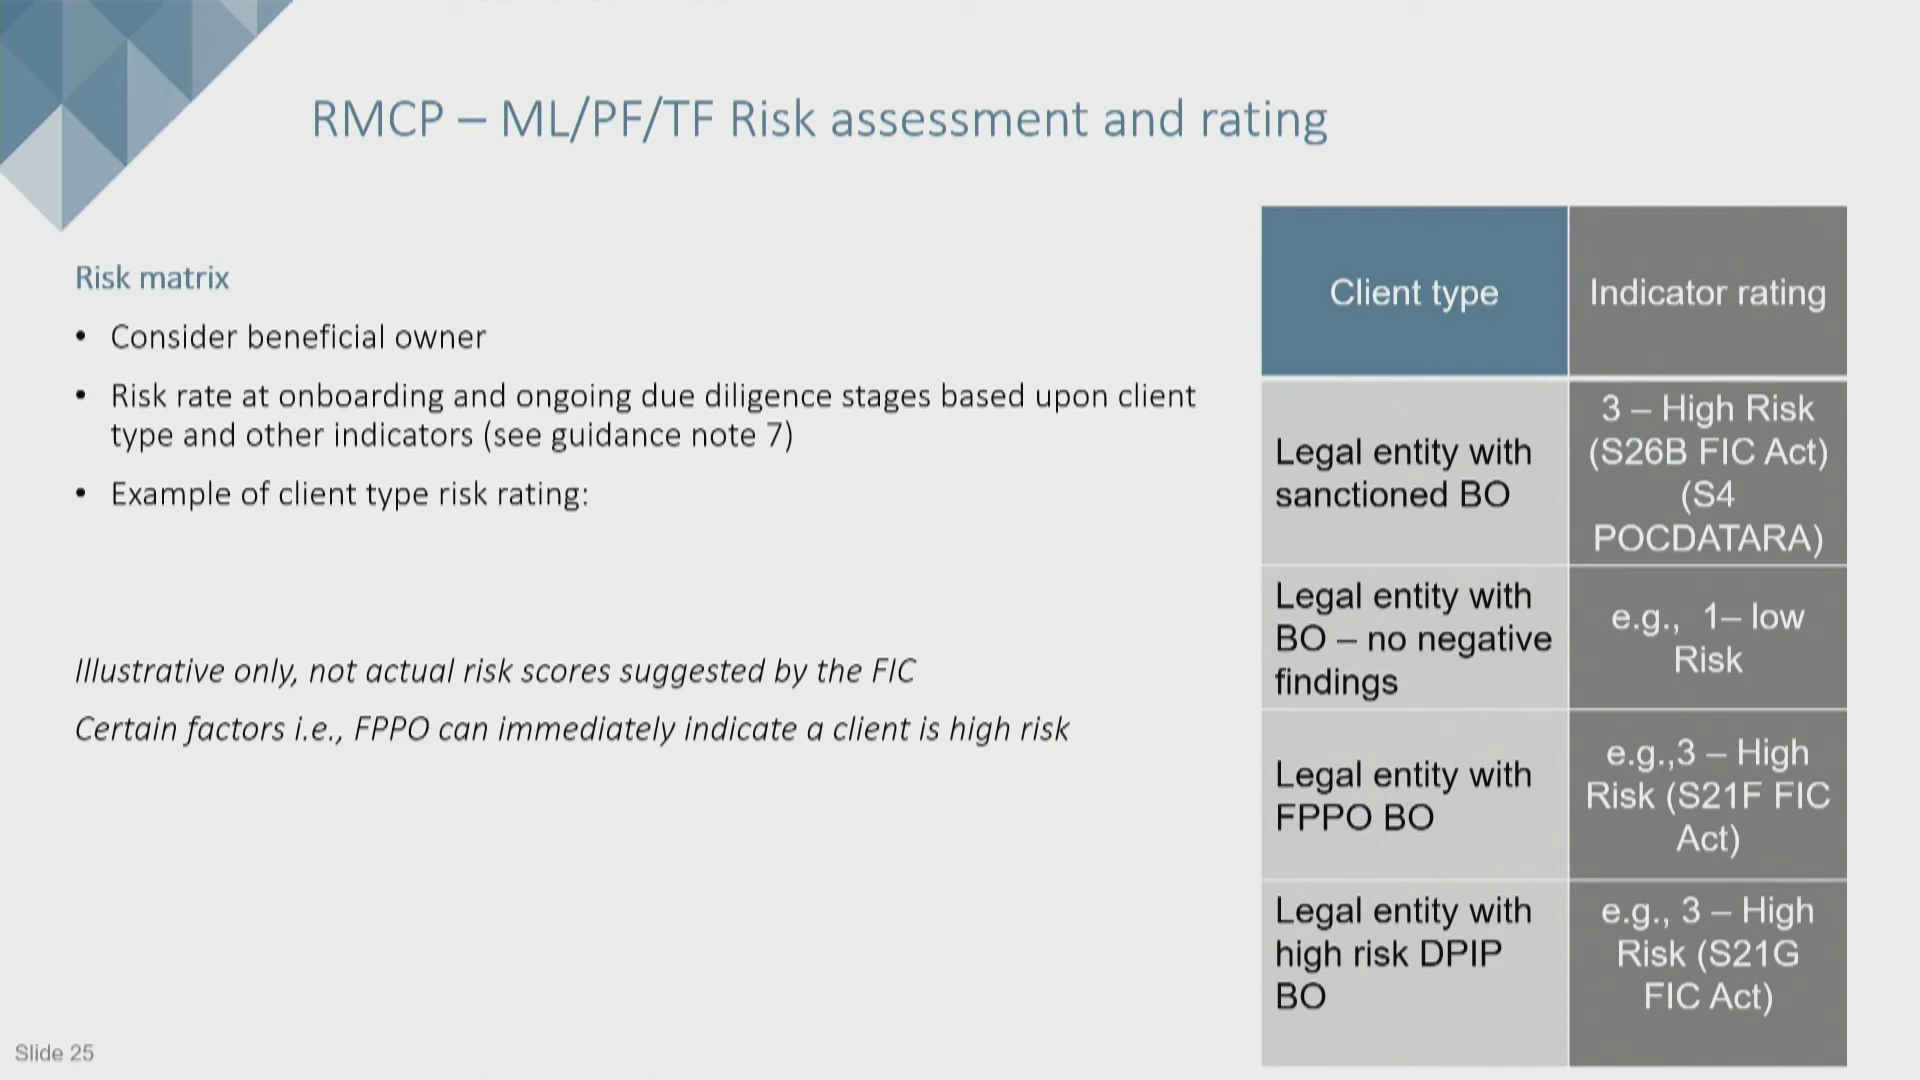 RMCP – ML/PF/TF Risk assessment and rating
Risk matrix
• Consider beneficial owner
• Risk rate at onboarding and ongoing due diligence stages based upon client
type and other indicators (see guidance note 7)
• Example of client type risk rating:
Illustrative only, not actual risk scores suggested by the FIC
Certain factors i.e., FPPO can immediately indicate a client is high risk
Client type
Indicator rating
Legal entity with
sanctioned BO
3 – High Risk
(S26B FIC Act)
(S4
POCDATARA)
Legal entity with
BO – no negative
findings
e.g., 1– low
Risk
Legal entity with
FPPO BO
e.g.,3 – High
Risk (S21F FIC
Act)
Legal entity with
high risk DPIP
BO
e.g., 3 – High
Risk (S21G
FIC Act)
Slide 25